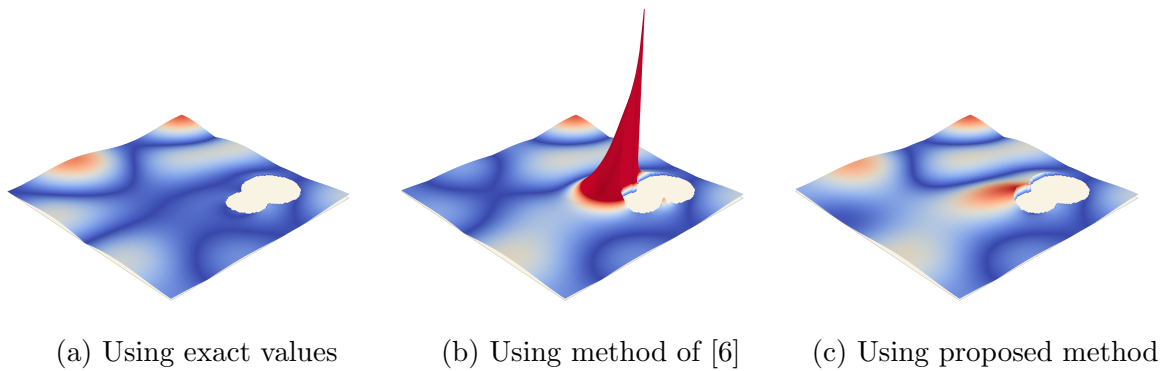 (a) Using exact values (b) Using method of [6] (c) Using proposed method